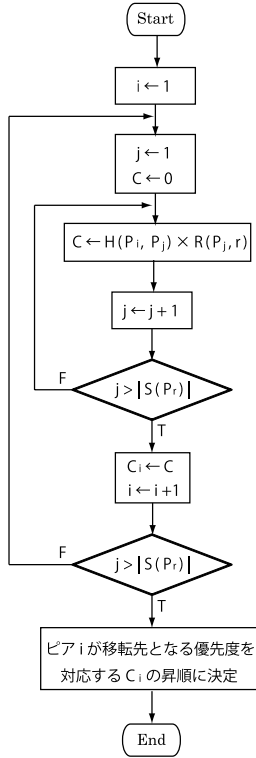 Start
i ← 1
j ← 1
C ← 0
C ← H(Pi, Pj) × R(Pj, r)
j ← j + 1
F
j > |S(Pr)|
T
Ci ← C
i ← i+1
F
j > |S(Pr)|
T
ピア i が移転先となる優先度を
対応する Ci の昇順に決定
End